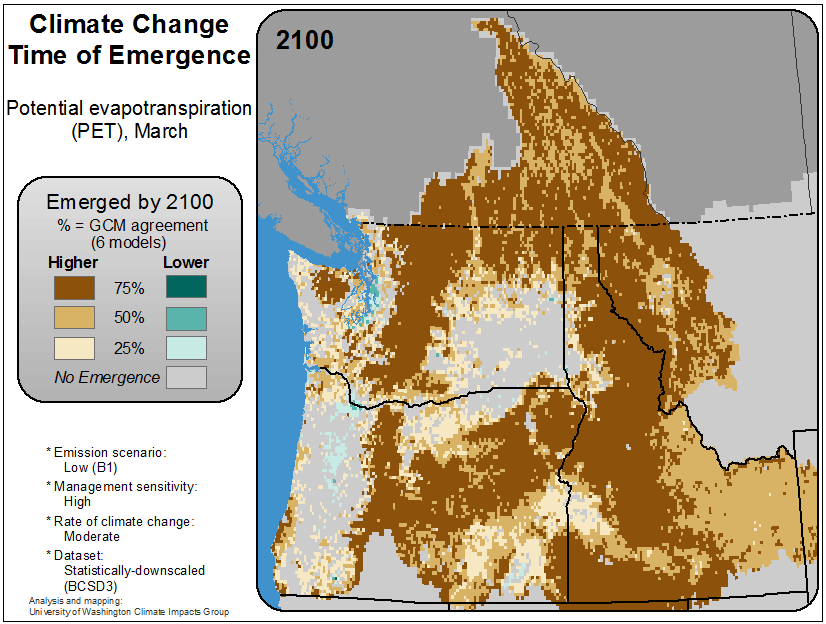 Climate Change
Time of Emergence
Potential evapotranspiration
(PET), March
Emerged by 2100
% = GCM agreement
(6 models)
Higher Lower
75%
50%
25%
No Emergence
* Emission scenario:
Low (B1)
* Management sensitivity:
High
* Rate of climate change:
Moderate
* Dataset:
Statistically-downscaled
(BCSD3)
Analysis and mapping:
University of Washington Climate Impacts Group
2100